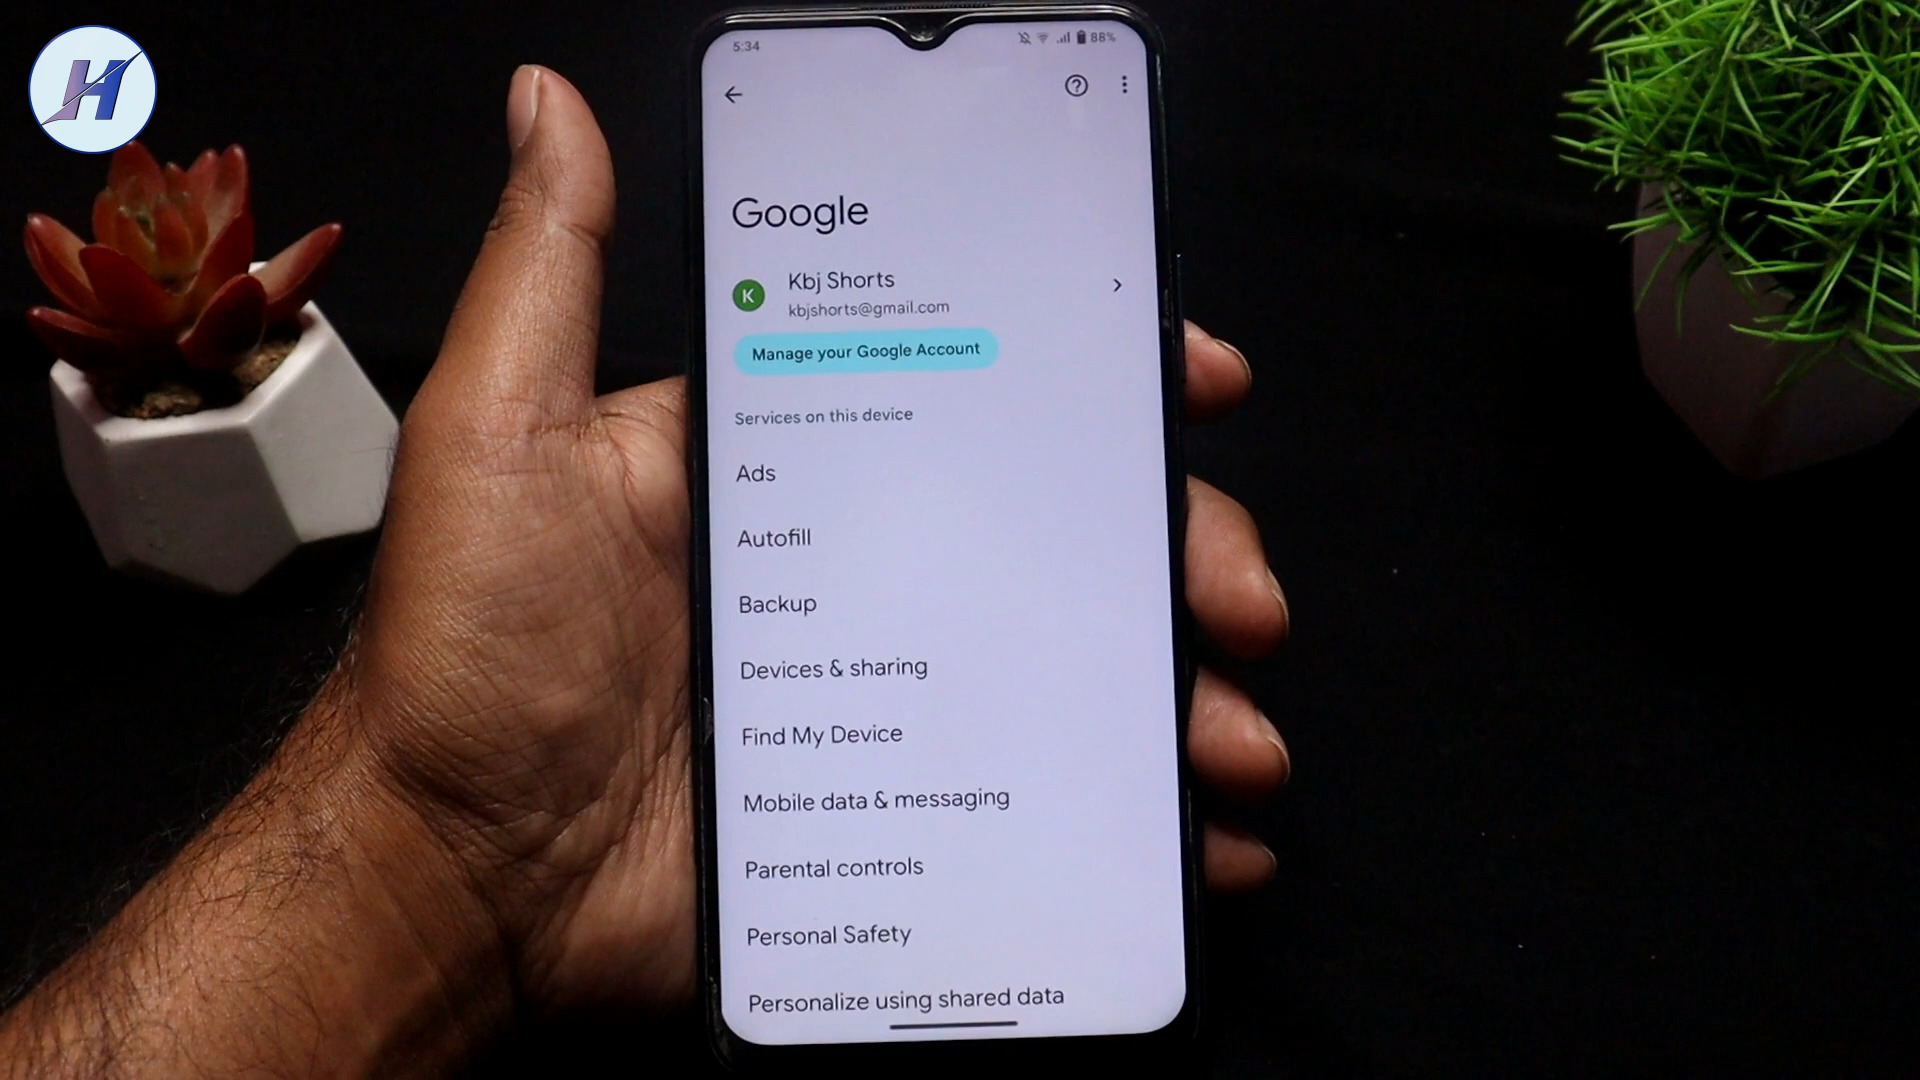 H
5:34
88%
Google
K
Kbj Shorts
kbjshorts@gmail.com
Manage your Google Account
Services on this device
Ads
Autofill
Backup
Devices & sharing
Find My Device
Mobile data & messaging
Parental controls
Personal Safety
Personalize using shared data